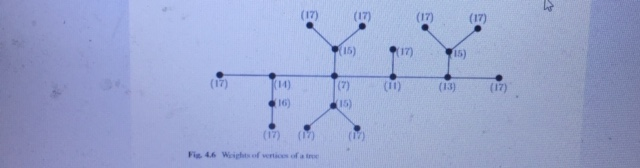 (17) (17) (17) (17)
(15) (17) (15)
(17) (14) (7) (11) (13) (17)
(16) (15)
(17) (17) (17)
Fig. 4.6 Weights of vertices of a tree